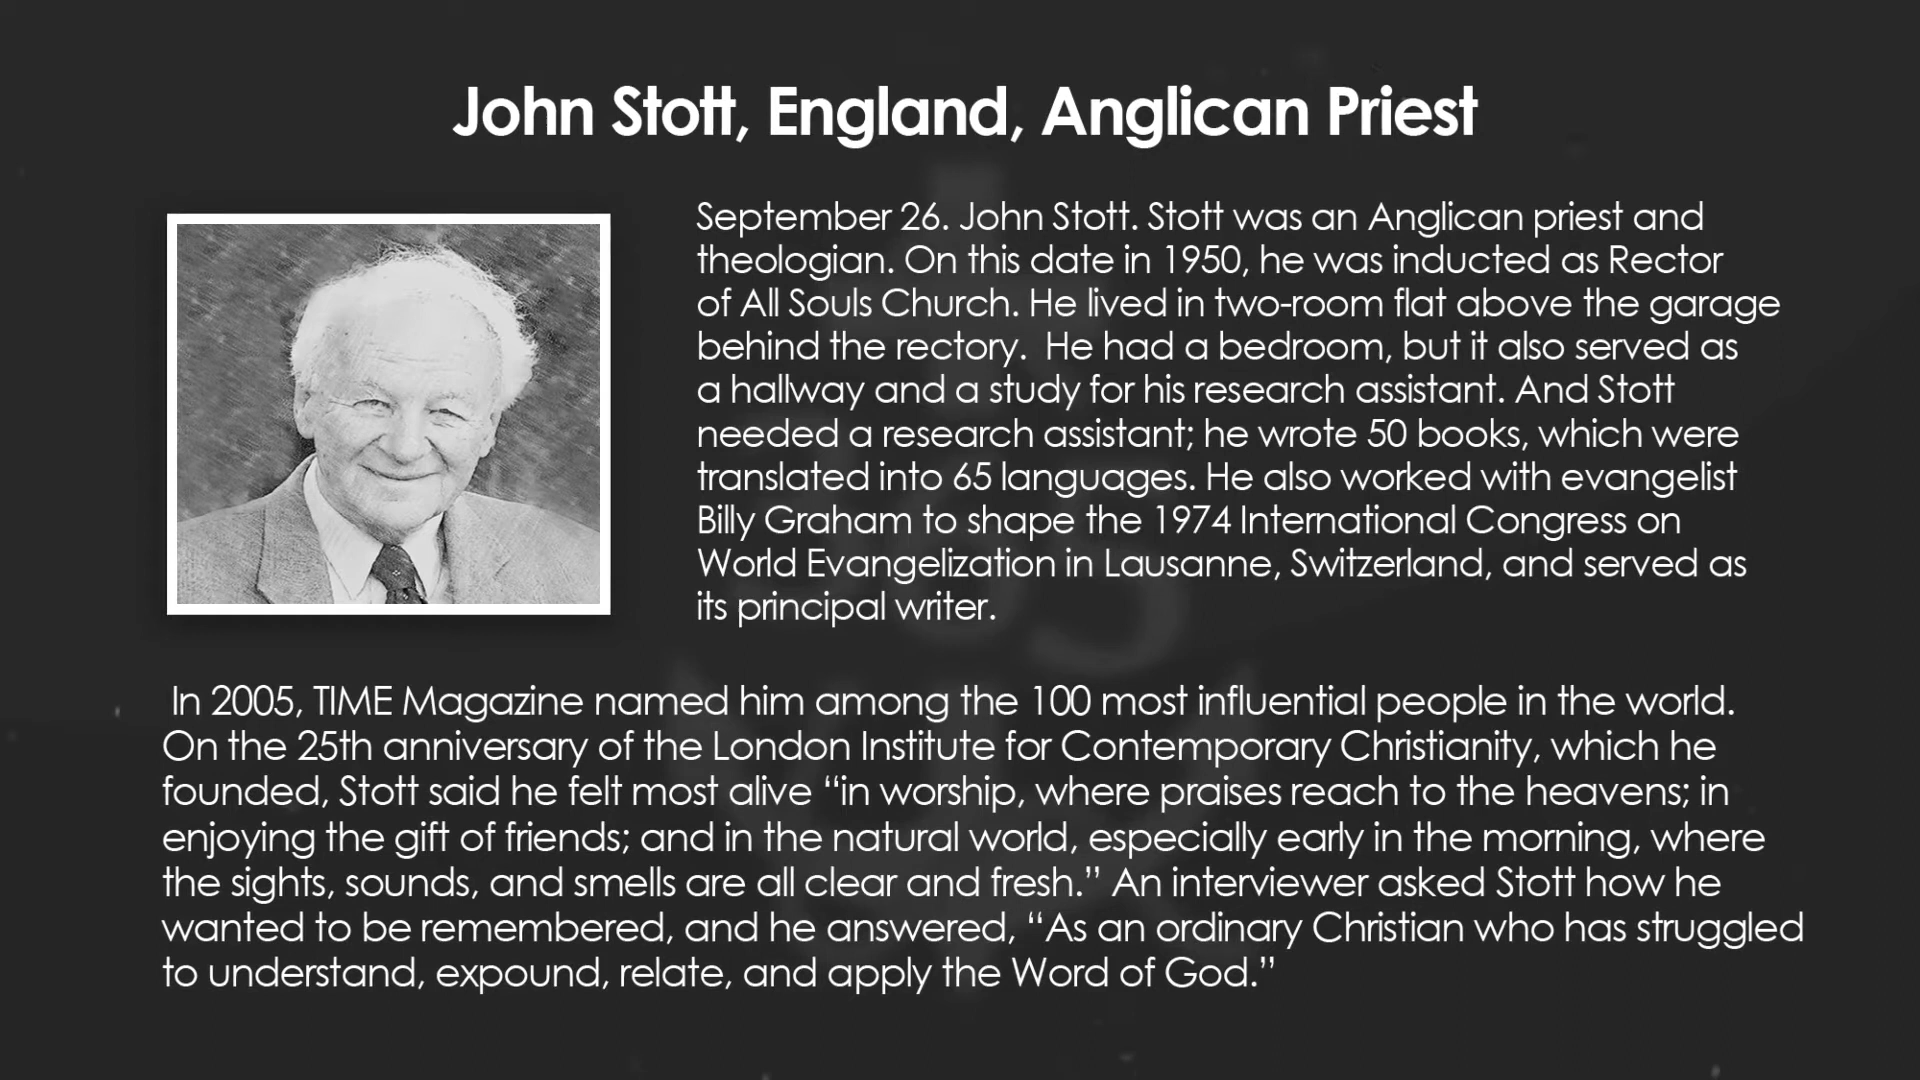 John Stott, England, Anglican Priest
September 26. John Stott. Stott was an Anglican priest and
theologian. On this date in 1950, he was inducted as Rector
of All Souls Church. He lived in two-room flat above the garage
behind the rectory.  He had a bedroom, but it also served as
a hallway and a study for his research assistant. And Stott
needed a research assistant; he wrote 50 books, which were
translated into 65 languages. He also worked with evangelist
Billy Graham to shape the 1974 International Congress on
World Evangelization in Lausanne, Switzerland, and served as
its principal writer.
In 2005, TIME Magazine named him among the 100 most influential people in the world.
On the 25th anniversary of the London Institute for Contemporary Christianity, which he
founded, Stott said he felt most alive “in worship, where praises reach to the heavens; in
enjoying the gift of friends; and in the natural world, especially early in the morning, where
the sights, sounds, and smells are all clear and fresh.” An interviewer asked Stott how he
wanted to be remembered, and he answered, “As an ordinary Christian who has struggled
to understand, expound, relate, and apply the Word of God.”